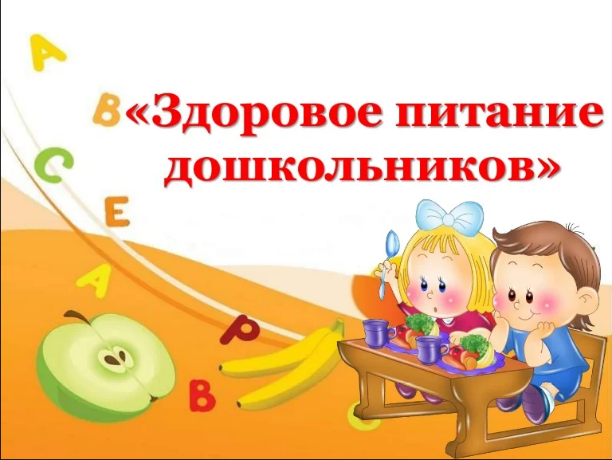 А
В
«Здоровое питание
дошкольников»
С
Е
А
Р
В
С